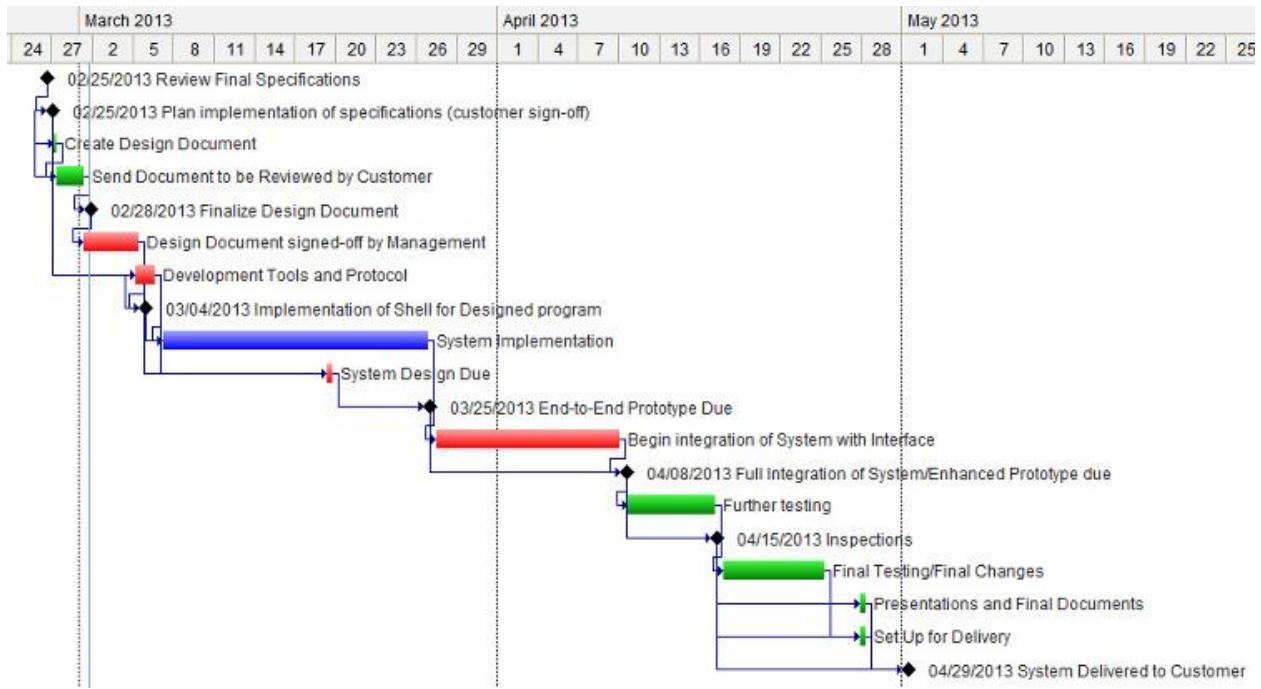 March 2013 April 2013 May 2013
24 27 2 5 8 11 14 17 20 23 26 29 1 4 7 10 13 16 19 22 25 28 1 4 7 10 13 16 19 22 25
02/25/2013 Review Final Specifications
02/25/2013 Plan implementation of specifications (customer sign-off)
Create Design Document
Send Document to be Reviewed by Customer
02/28/2013 Finalize Design Document
Design Document signed-off by Management
Development Tools and Protocol
03/04/2013 Implementation of Shell for Designed program
System Implementation
System Design Due
03/25/2013 End-to-End Prototype Due
Begin integration of System with Interface
04/08/2013 Full Integration of System/Enhanced Prototype due
Further testing
04/15/2013 Inspections
Final Testing/Final Changes
Presentations and Final Documents
Set Up for Delivery
04/29/2013 System Delivered to Customer